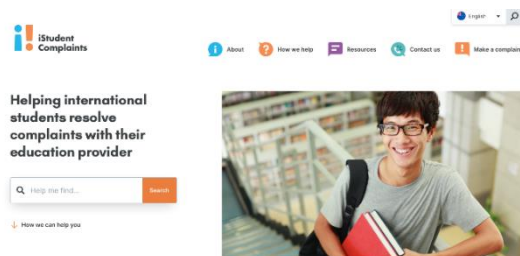 English
iStudent
Complaints
About
How we help
Resources
Contact us
Make a complain
Helping international
students resolve
complaints with their
education provider
Help me find...
Search
How we can help you